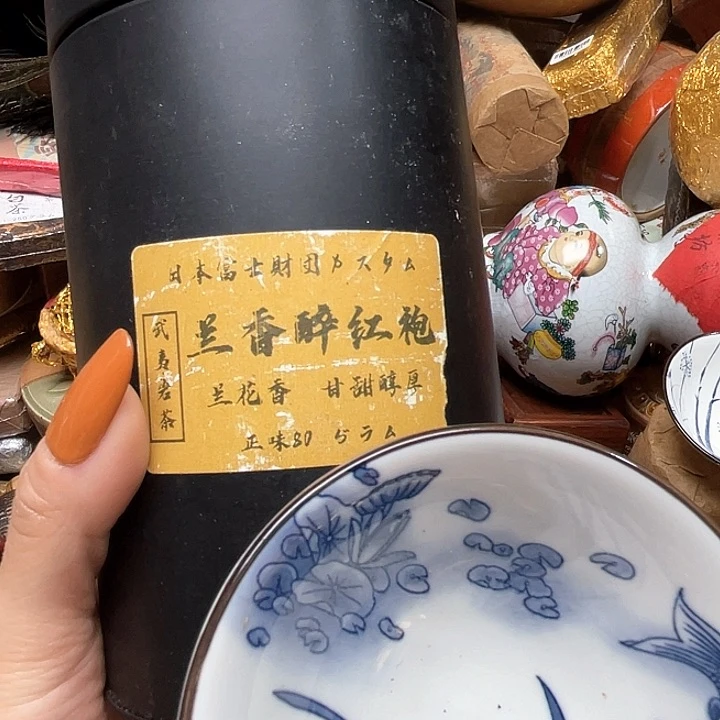 日本富士財団カスタム
武夷岩茶
兰香醉红袍
兰花香 甘甜醇厚
正味80 ぢラム